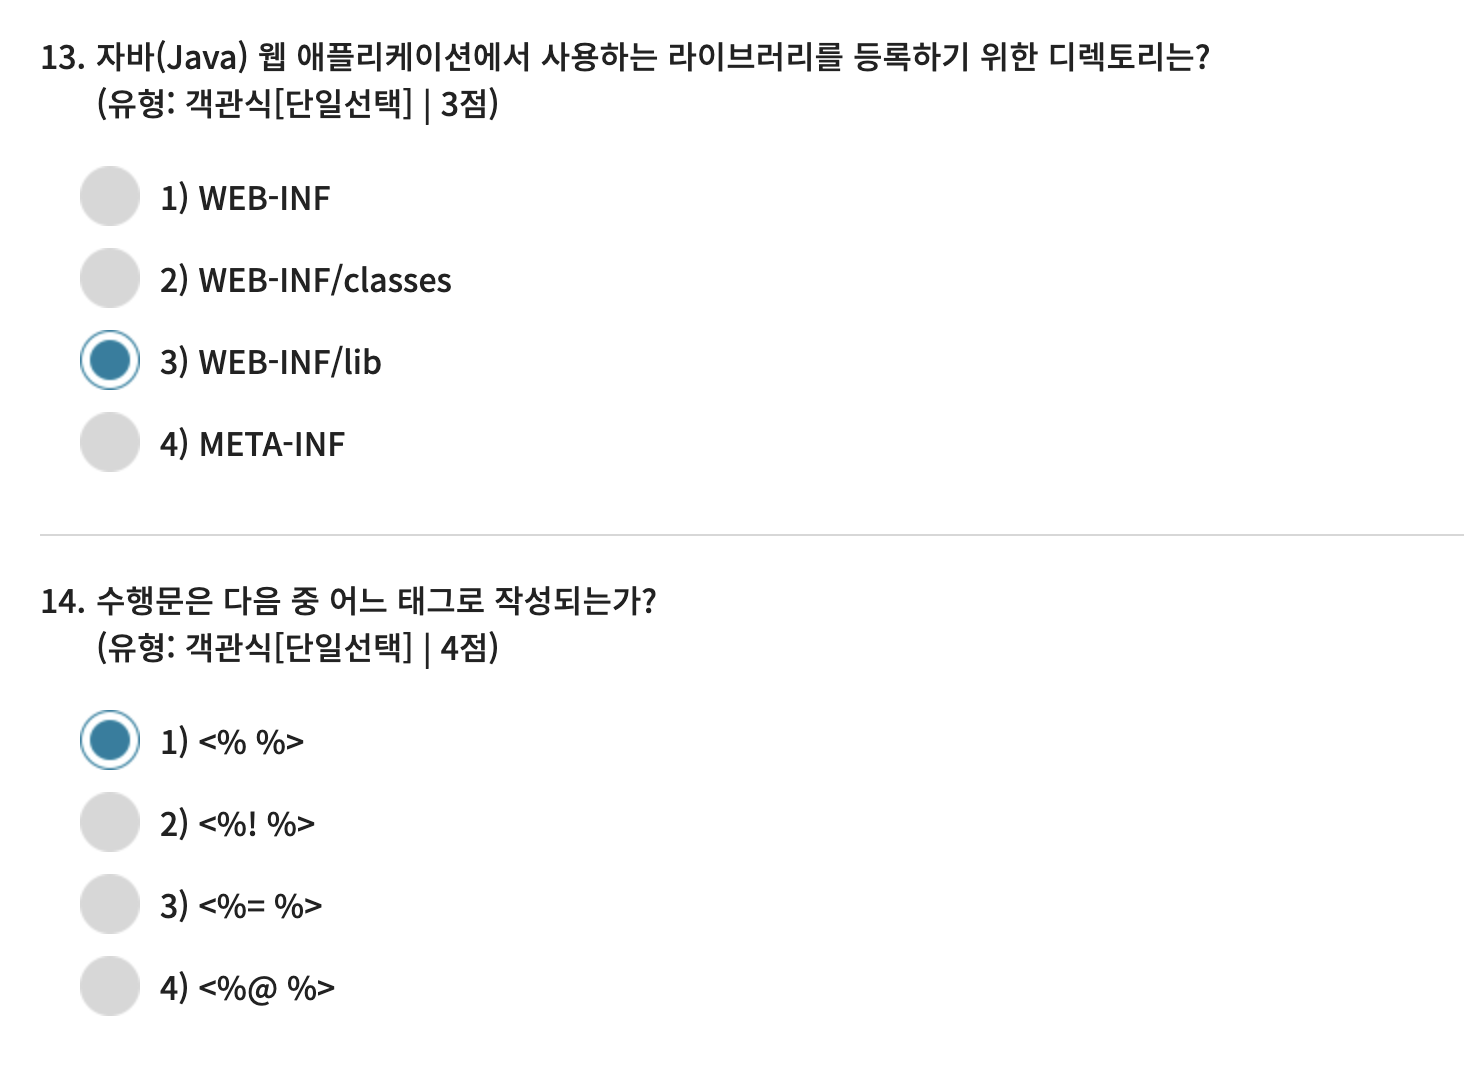 13. 자바(Java) 웹 애플리케이션에서 사용하는 라이브러리를 등록하기 위한 디렉토리는?
(유형: 객관식[단일선택] | 3점)
1) WEB-INF
2) WEB-INF/classes
3) WEB-INF/lib
4) META-INF
14. 수행문은 다음 중 어느 태그로 작성되는가?
(유형: 객관식[단일선택] | 4점)
1) <% %>
2) <%! %>
3) <%= %>
4) <%@ %>